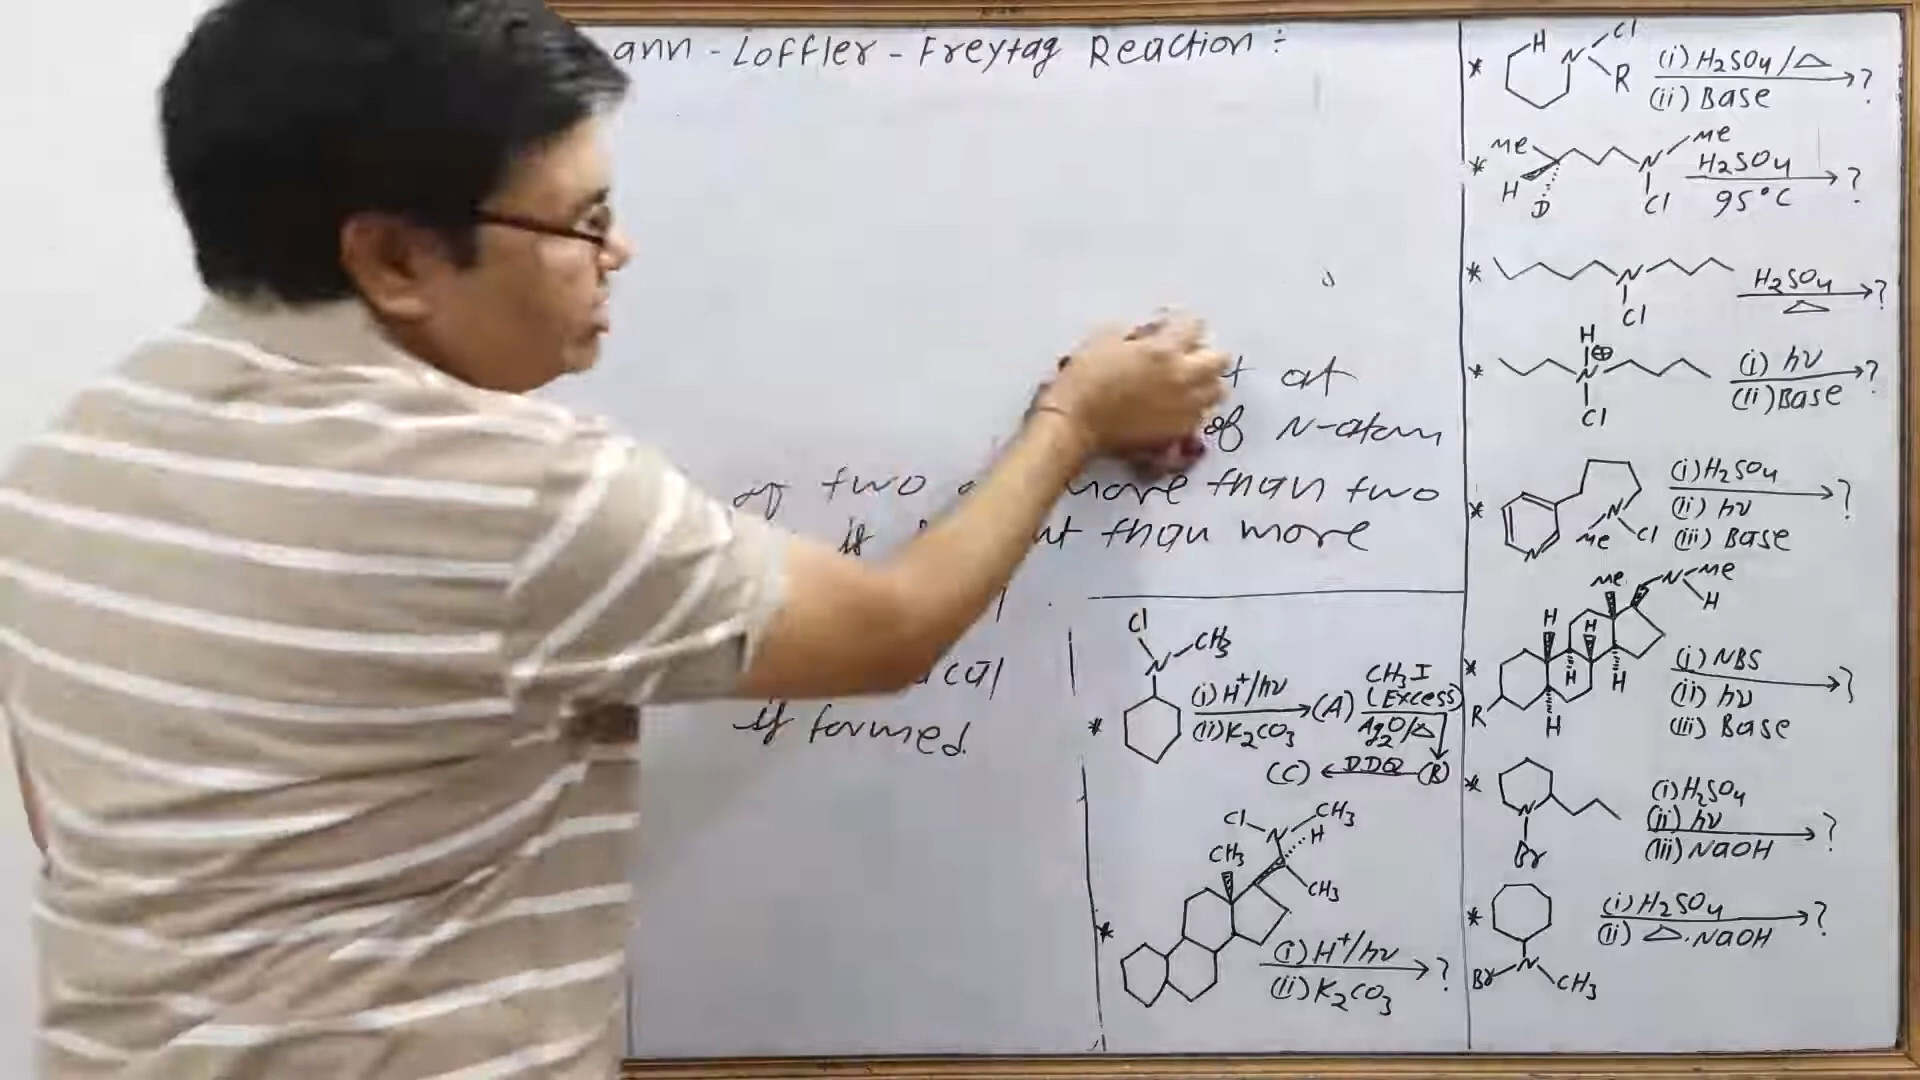 ann - Loffler - Freytag Reaction :
at
of N-atom
of two more than two
is than more
if formed
Cl
N CH3
* (i) H+/hν
(ii) K2CO3
(A) CH3I
(Excess)
Ag2O/△
(B)
DDQ
(C)
Cl N CH3
H
CH3
CH3
* (i) H+/hν
(ii) K2CO3
?
* H N Cl
R
(i) H2SO4/△
(ii) Base
?
* Me N Me
H D Cl
H2SO4
95°C
?
* N
Cl
H2SO4
△
?
* H
N⊕
Cl
(i) hν
(ii) Base
?
* N
N
Me Cl
(i) H2SO4
(ii) hν
(iii) Base
?
* Me N Me
H
H H
H H
R H
(i) NBS
(ii) hν
(iii) Base
?
* N
Br
(i) H2SO4
(ii) hν
(iii) NaOH
?
* Br N CH3
(i) H2SO4
(ii) △.NaOH
?